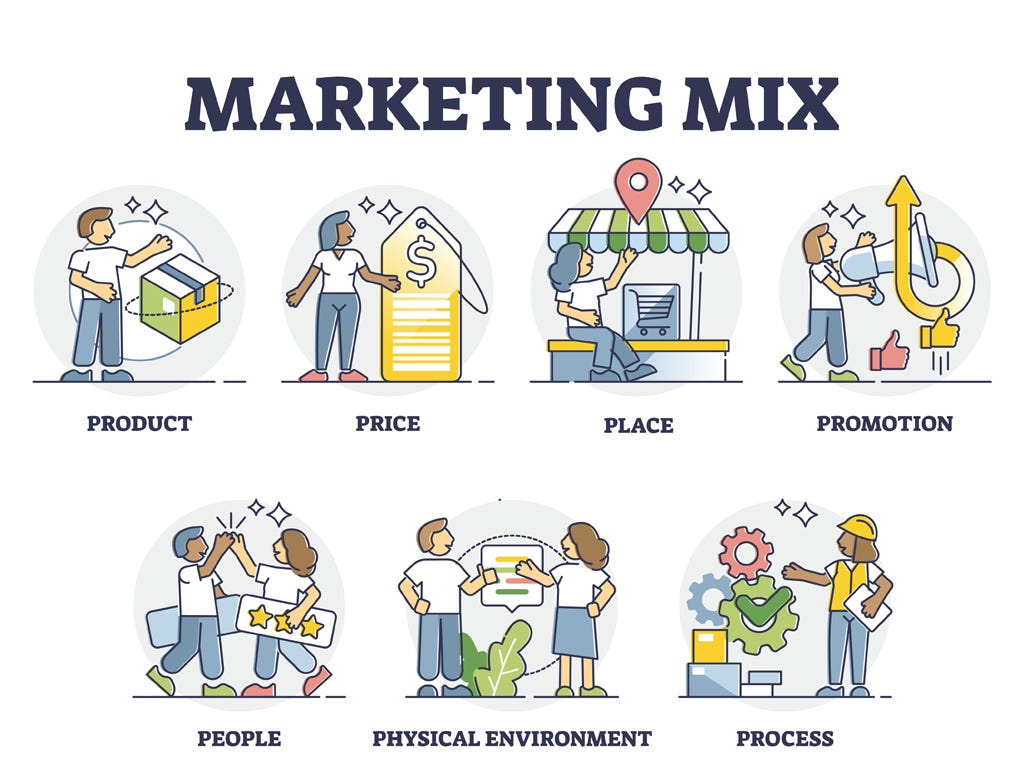 MARKETING MIX
$
PRODUCT
PRICE
PLACE
PROMOTION
PEOPLE
PHYSICAL ENVIRONMENT
PROCESS